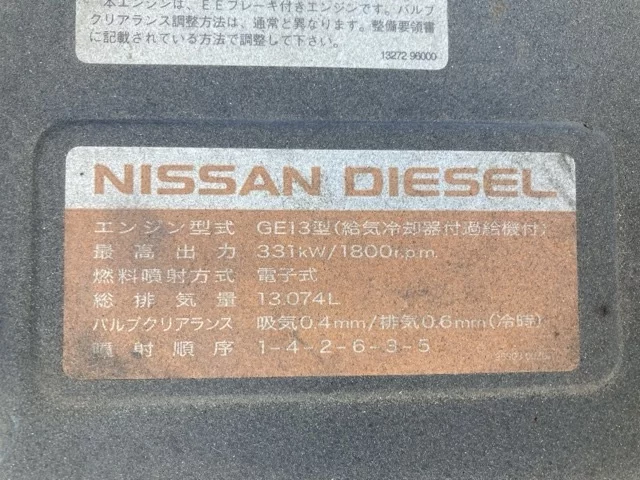 本エンジンは、EEブレーキ付きエンジンです。バルブ
クリアランス調整方法は、通常と異なります。整備要領書
に記載されている方法で調整して下さい。
13272 96000
NISSAN DIESEL
エンジン型式 GE13型(給気冷却器付過給機付)
最高出力 331kW/1800r.p.m.
燃料噴射方式 電子式
総排気量 13.074L
バルブクリアランス 吸気0.4mm/排気0.6mm(冷時)
噴射順序 1-4-2-6-3-5